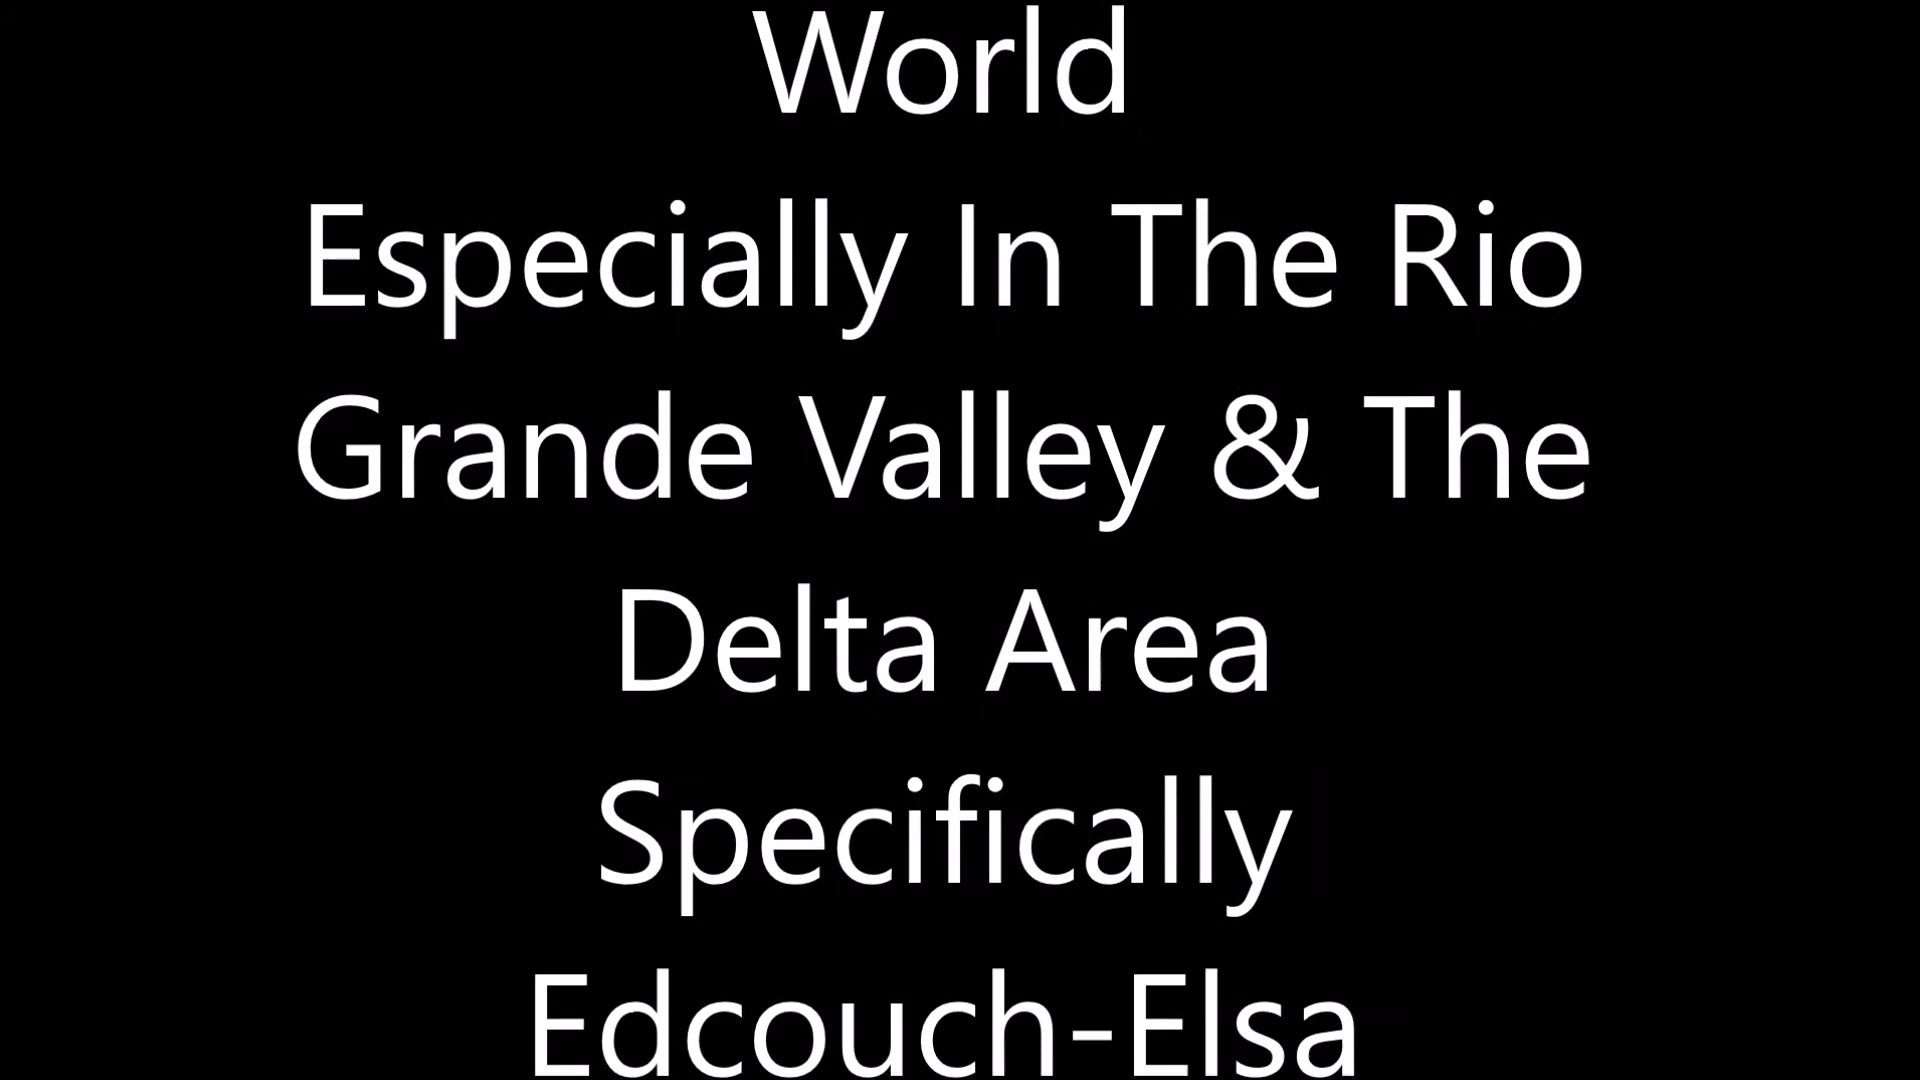 World
Especially In The Rio
Grande Valley & The
Delta Area
Specifically
Edcouch-Elsa